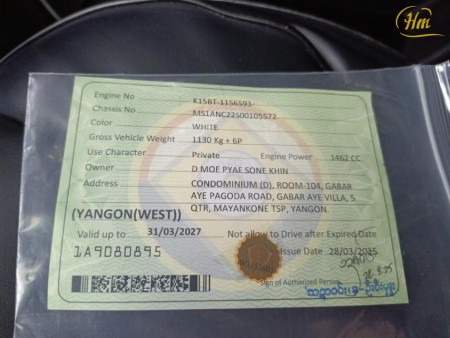 Hm
Engine No K15BT-1156593-
Chassis No MS1ANC22S00105572
Color WHITE
Gross Vehicle Weight 1130 Kg + 6P
Use Character Private Engine Power 1462 CC
Owner D MOE PYAE SONE KHIN
Address CONDOMINIUM (D), ROOM-104, GABAR
AYE PAGODA ROAD, GABAR AYE VILLA, 5
QTR, MAYANKONE TSP, YANGON
(YANGON(WEST))
Valid up to 31/03/2027 Not allow to Drive after Expired Date
1A9080895 Issue Date 28/03/2025
Sign of Authorized Person